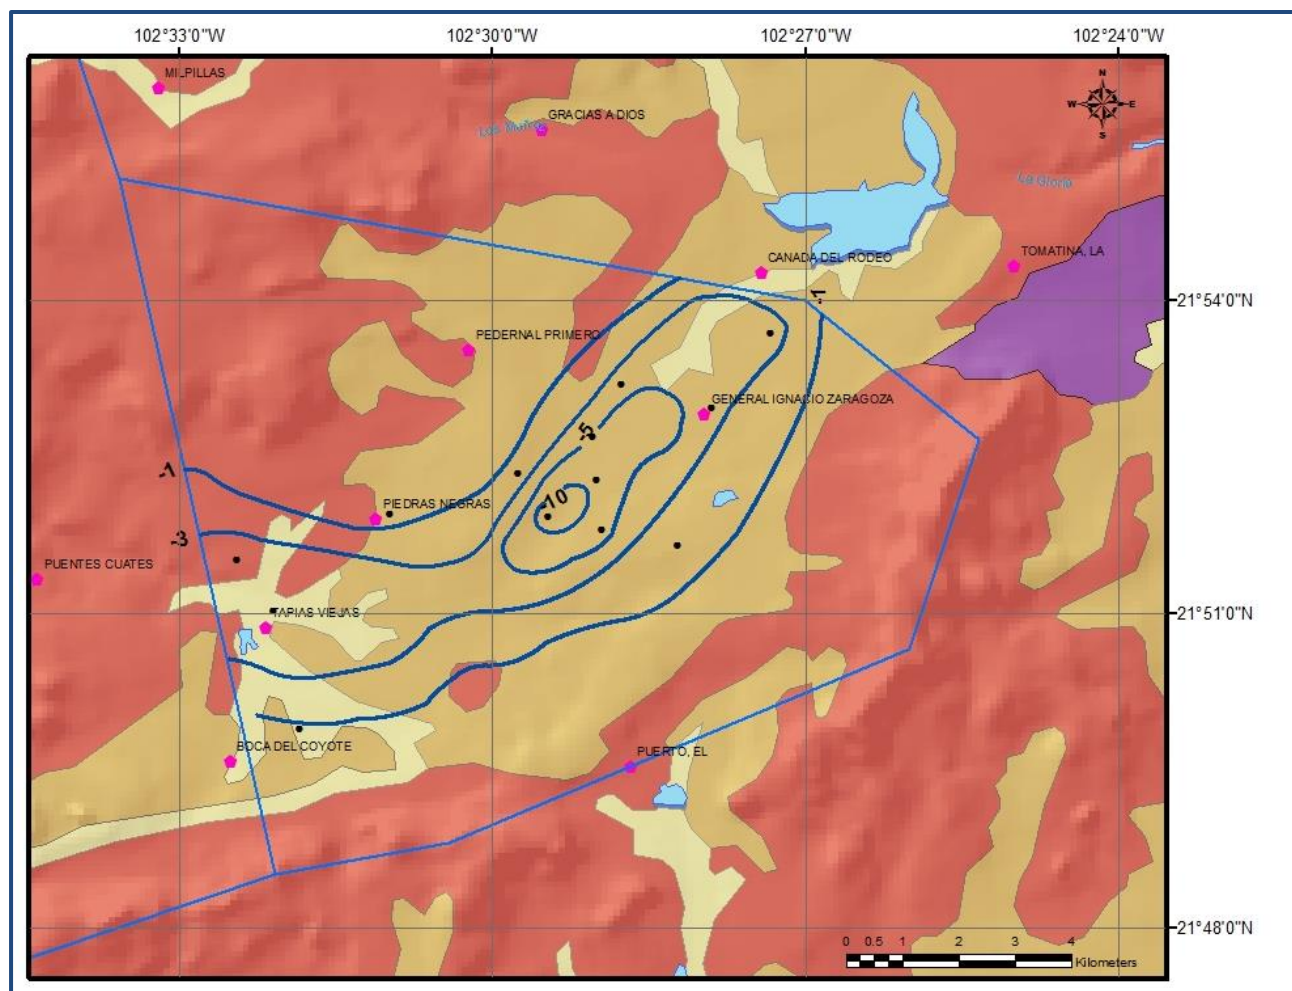 102°33'0"W 102°30'0"W 102°27'0"W 102°24'0"W
MILPILLAS
N
W E
S
GRACIAS A DIOS
Los Muñoz
La Gloria
CANADA DEL RODEO
TOMATINA, LA
-1
21°54'0"N
PEDERNAL PRIMERO
GENERAL IGNACIO ZARAGOZA
-5
-1
-10
PIEDRAS NEGRAS
-3
PUENTES CUATES
TAPIAS VIEJAS
21°51'0"N
BOCA DEL COYOTE
PUERTO, EL
21°48'0"N
0 0.5 1 2 3 4
Kilometers